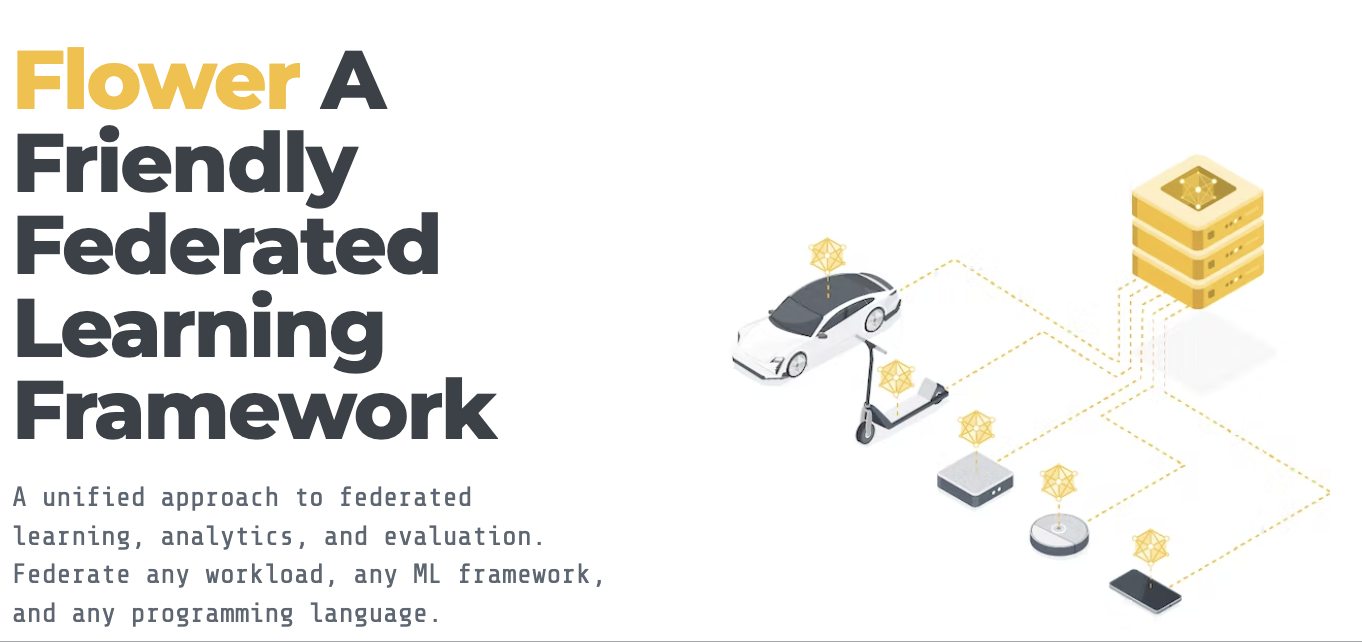 Flower A
Friendly
Federated
Learning
Framework
A unified approach to federated
learning, analytics, and evaluation.
Federate any workload, any ML framework,
and any programming language.